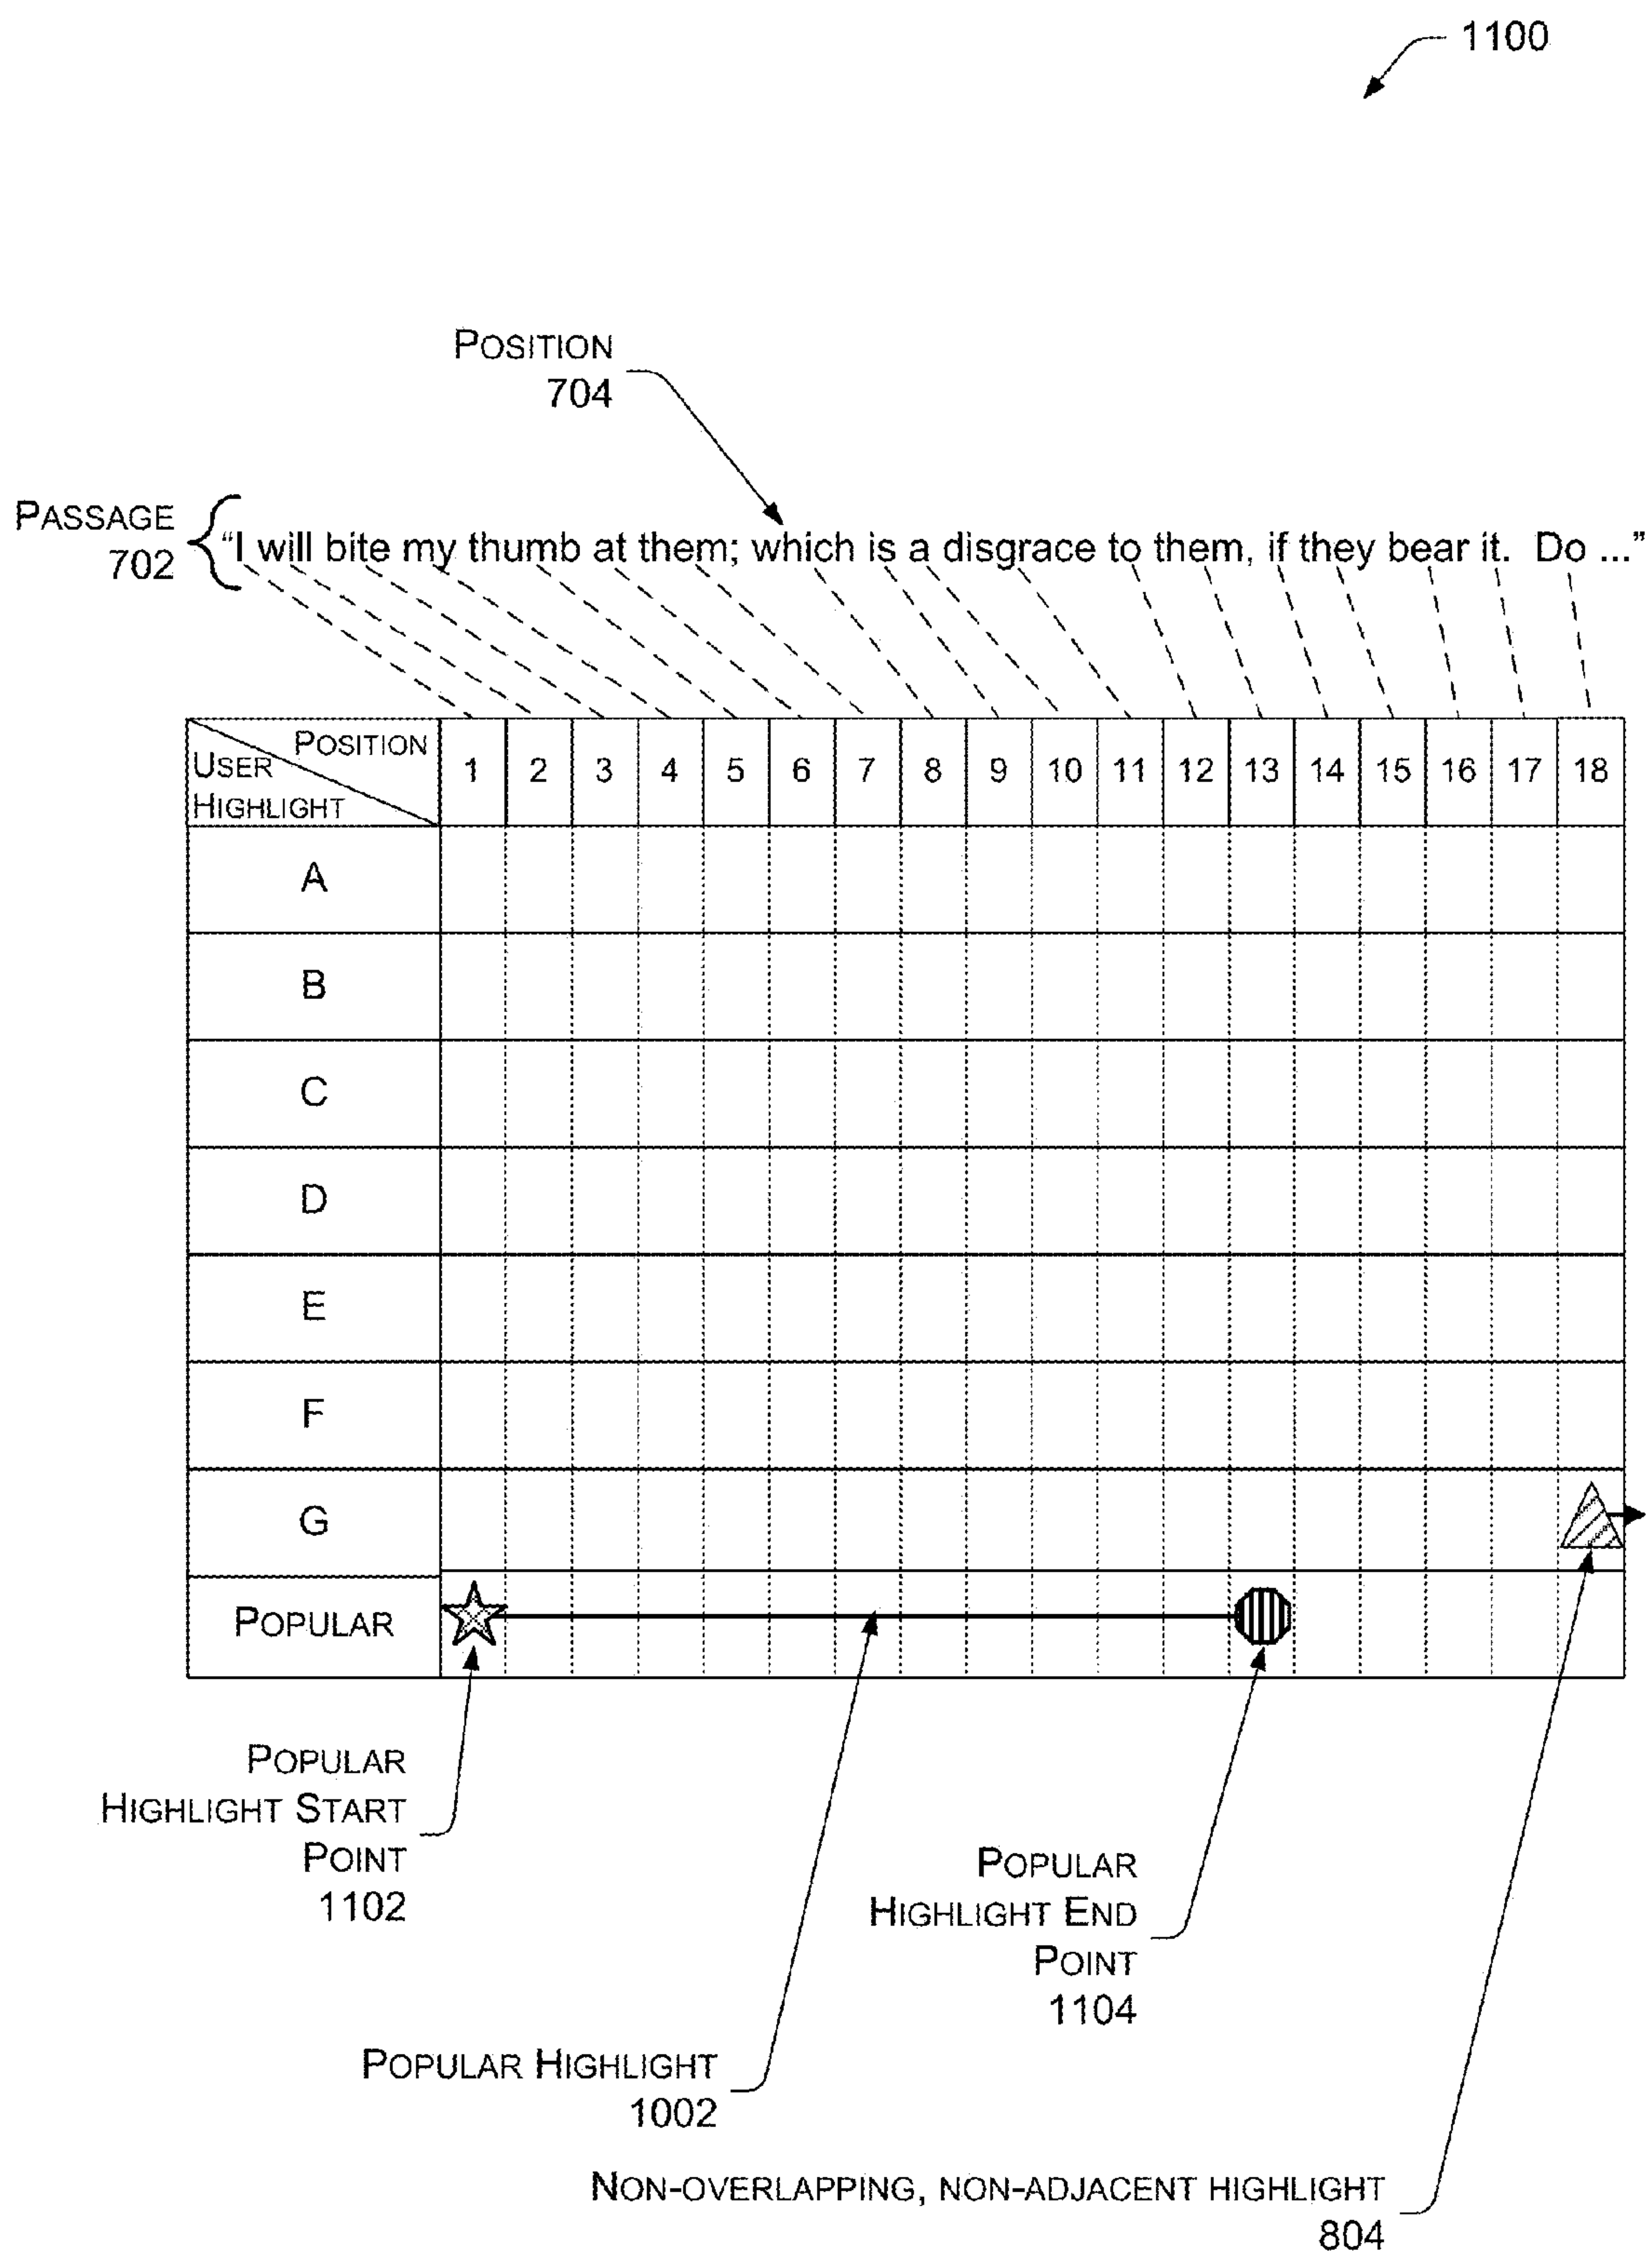 1100
POSITION
704
PASSAGE
702
“I will bite my thumb at them; which is a disgrace to them, if they bear it.  Do ...”
POSITION
USER
HIGHLIGHT
1 2 3 4 5 6 7 8 9 10 11 12 13 14 15 16 17 18
A
B
C
D
E
F
G
POPULAR
POPULAR
HIGHLIGHT START
POINT
1102
POPULAR
HIGHLIGHT END
POINT
1104
POPULAR HIGHLIGHT
1002
NON-OVERLAPPING, NON-ADJACENT HIGHLIGHT
804